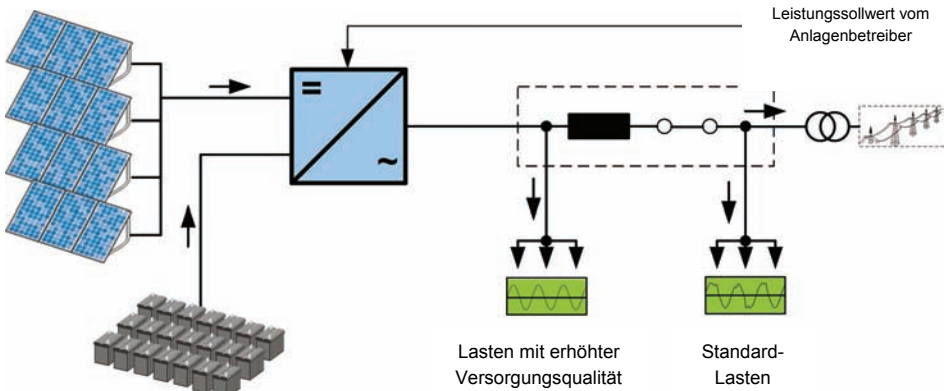 Leistungssollwert vom
Anlagenbetreiber
=
~
Lasten mit erhöhter
Versorgungsqualität
Standard-
Lasten